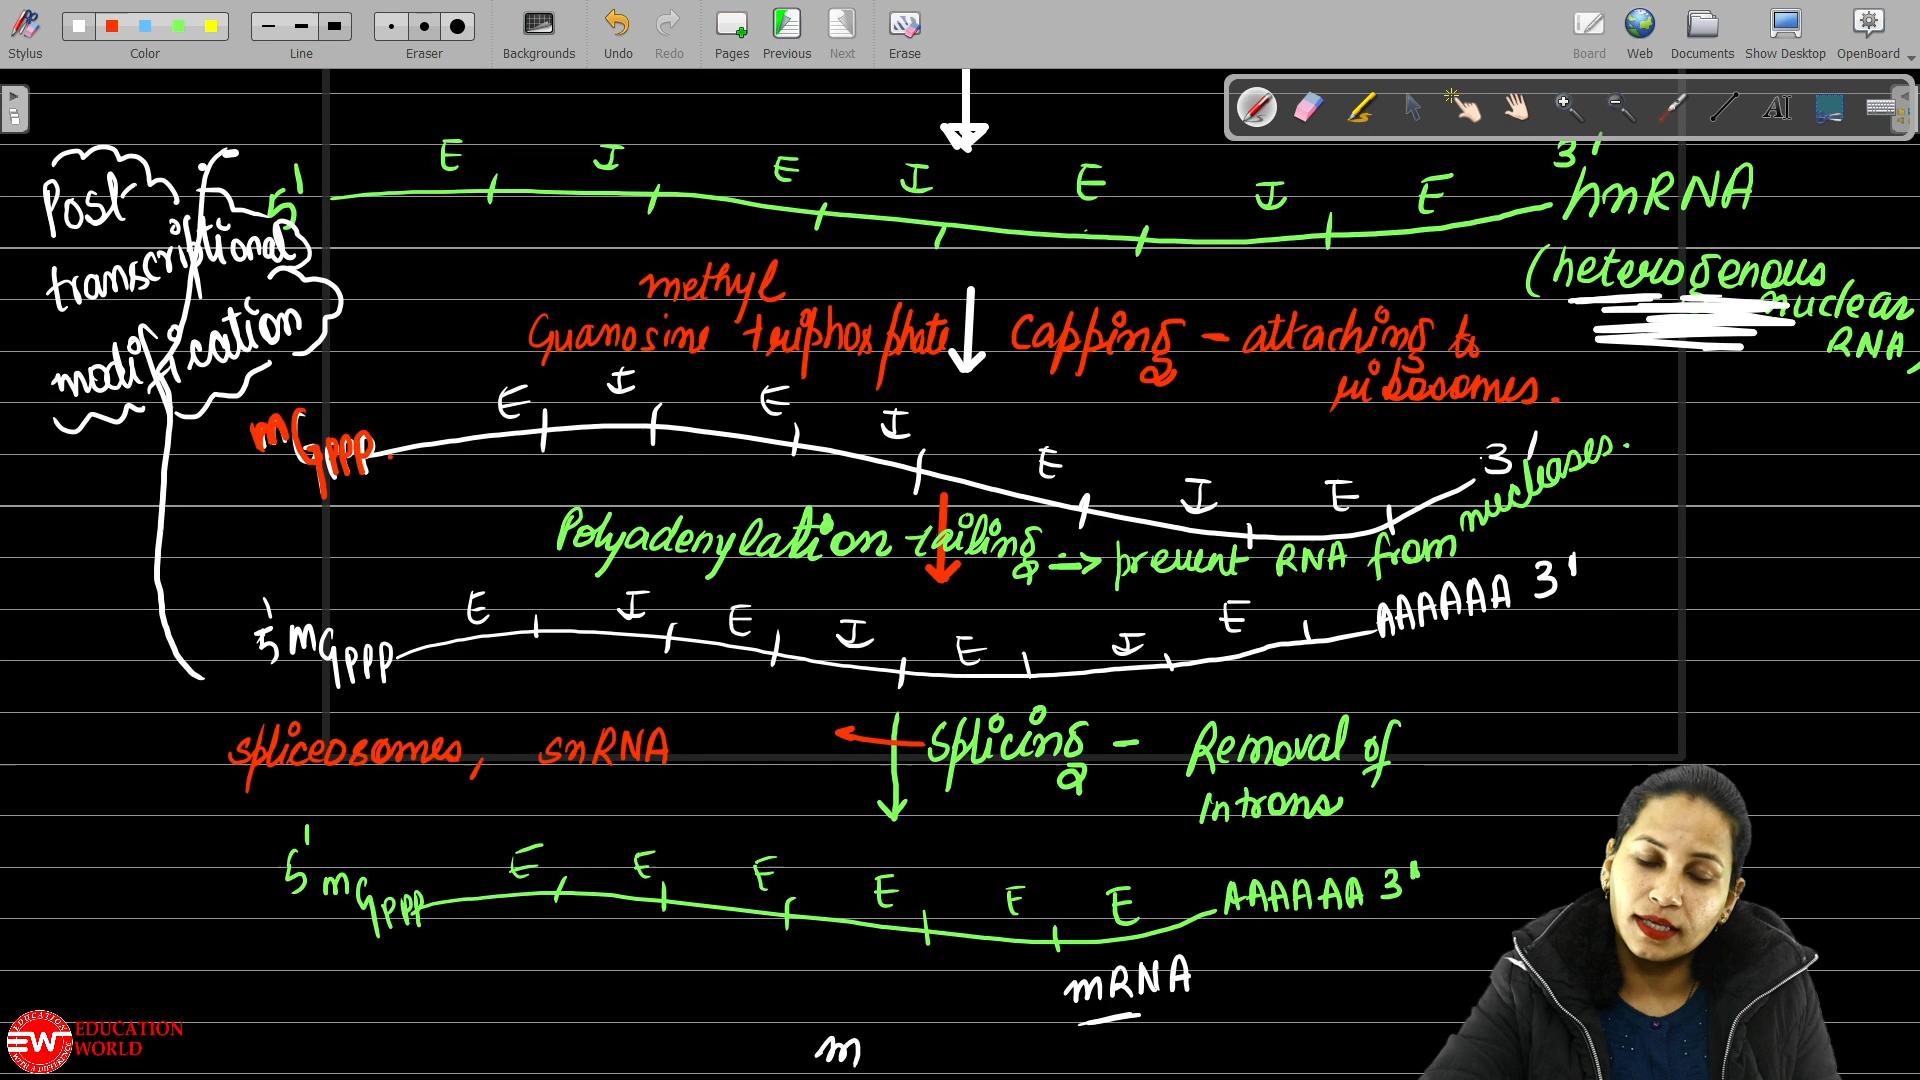 Stylus
Color
Line
Eraser
Backgrounds
Undo
Redo
Pages
Previous
Next
Erase
Board
Web
Documents
Show Desktop
OpenBoard
AI
Post
transcriptional
modification
5' E I E I E I E 3' hnRNA
(heterogenous
nuclear
RNA,
methyl
Guanosine triphosphate
Capping - attaching to
ribosomes.
mGppp E I E I E I E 3'
Polyadenylation tailing --> prevent RNA from nucleases.
5' mGppp E I E I E I E AAAAAA 3'
spliceosomes, snRNA
Splicing - Removal of
introns
5' mGppp E E E E E E AAAAAA 3'
mRNA
m
EW
EDUCATION
WORLD